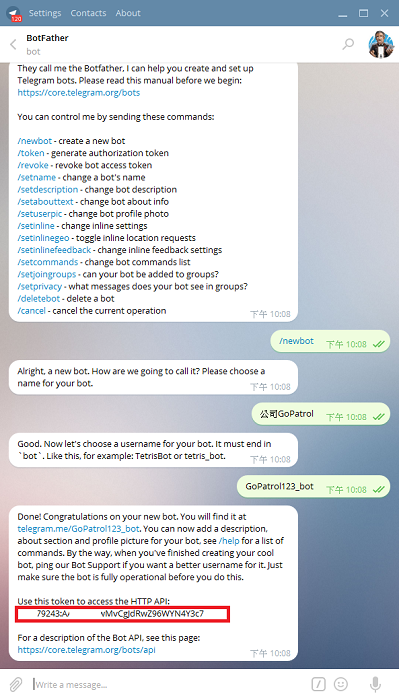 Settings Contacts About
120
BotFather
bot
They call me the Botfather. I can help you create and set up
Telegram bots. Please read this manual before we begin:
https://core.telegram.org/bots
You can control me by sending these commands:
/newbot - create a new bot
/token - generate authorization token
/revoke - revoke bot access token
/setname - change a bot's name
/setdescription - change bot description
/setabouttext - change bot about info
/setuserpic - change bot profile photo
/setinline - change inline settings
/setinlinegeo - toggle inline location requests
/setinlinefeedback - change inline feedback settings
/setcommands - change bot commands list
/setjoingroups - can your bot be added to groups?
/setprivacy - what messages does your bot see in groups?
/deletebot - delete a bot
/cancel - cancel the current operation
下午 10:08
/newbot
下午 10:08
Alright, a new bot. How are we going to call it? Please choose a
name for your bot.
下午 10:08
公司GoPatrol
下午 10:08
Good. Now let's choose a username for your bot. It must end in
`bot`. Like this, for example: TetrisBot or tetris_bot.
下午 10:08
GoPatrol123_bot
下午 10:08
Done! Congratulations on your new bot. You will find it at
telegram.me/GoPatrol123_bot. You can now add a description,
about section and profile picture for your bot, see /help for a list of
commands. By the way, when you've finished creating your cool
bot, ping our Bot Support if you want a better username for it. Just
make sure the bot is fully operational before you do this.
Use this token to access the HTTP API:
79243:A vMvCgJdRwZ96WYN4Y3c7
For a description of the Bot API, see this page:
https://core.telegram.org/bots/api
下午 10:08
Write a message...